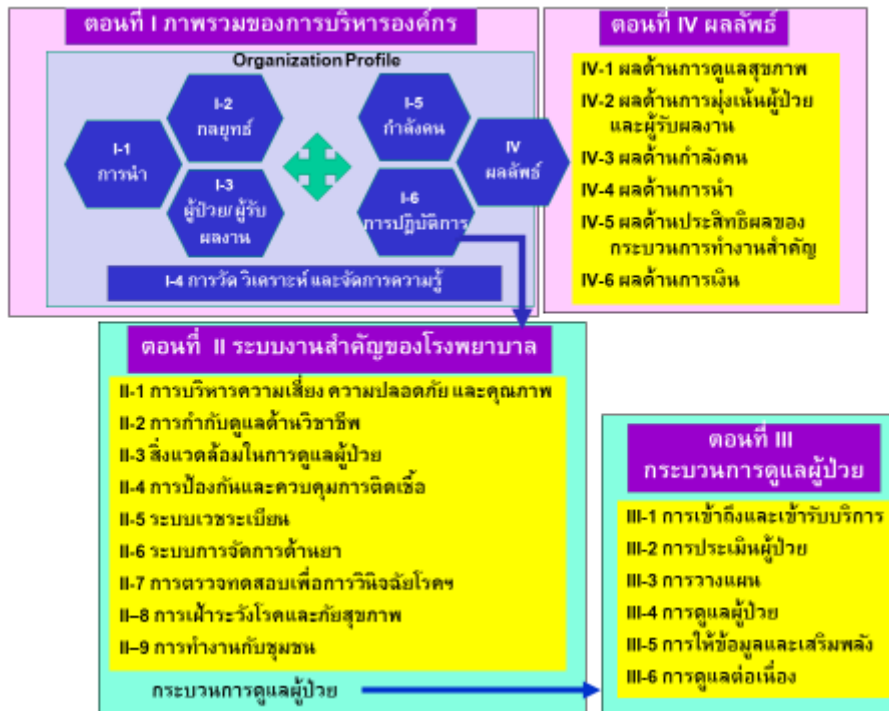 ตอนที่ I ภาพรวมของการบริหารองค์กร
Organization Profile
I-1
การนำ
I-2
กลยุทธ์
I-3
ผู้ป่วย/ผู้รับ
ผลงาน
I-5
กำลังคน
I-6
การปฏิบัติการ
IV
ผลลัพธ์
I-4 การวัด วิเคราะห์ และจัดการความรู้
ตอนที่ IV ผลลัพธ์
IV-1 ผลด้านการดูแลสุขภาพ
IV-2 ผลด้านการมุ่งเน้นผู้ป่วย
และผู้รับผลงาน
IV-3 ผลด้านกำลังคน
IV-4 ผลด้านการนำ
IV-5 ผลด้านประสิทธิผลของ
กระบวนการทำงานสำคัญ
IV-6 ผลด้านการเงิน
ตอนที่ II ระบบงานสำคัญของโรงพยาบาล
II-1 การบริหารความเสี่ยง ความปลอดภัย และคุณภาพ
II-2 การกำกับดูแลด้านวิชาชีพ
II-3 สิ่งแวดล้อมในการดูแลผู้ป่วย
II-4 การป้องกันและควบคุมการติดเชื้อ
II-5 ระบบเวชระเบียน
II-6 ระบบการจัดการด้านยา
II-7 การตรวจทดสอบเพื่อการวินิจฉัยโรคฯ
II–8 การเฝ้าระวังโรคและภัยสุขภาพ
II–9 การทำงานกับชุมชน
กระบวนการดูแลผู้ป่วย
ตอนที่ III
กระบวนการดูแลผู้ป่วย
III-1 การเข้าถึงและเข้ารับบริการ
III-2 การประเมินผู้ป่วย
III-3 การวางแผน
III-4 การดูแลผู้ป่วย
III-5 การให้ข้อมูลและเสริมพลัง
III-6 การดูแลต่อเนื่อง